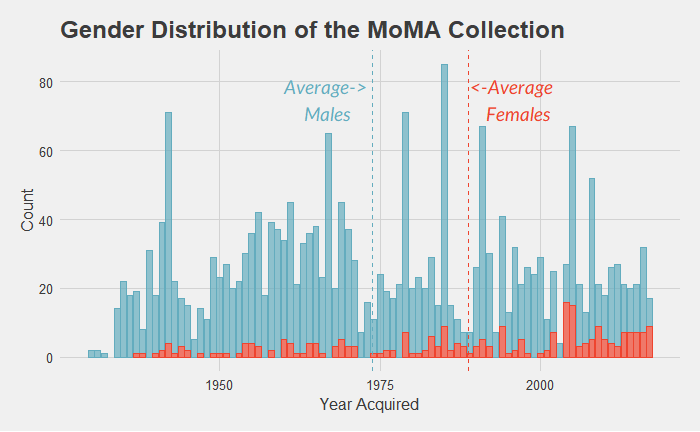 Gender Distribution of the MoMA Collection
Average->
Males
<-Average
Females
80
60
40
20
0
Count
1950
1975
2000
Year Acquired